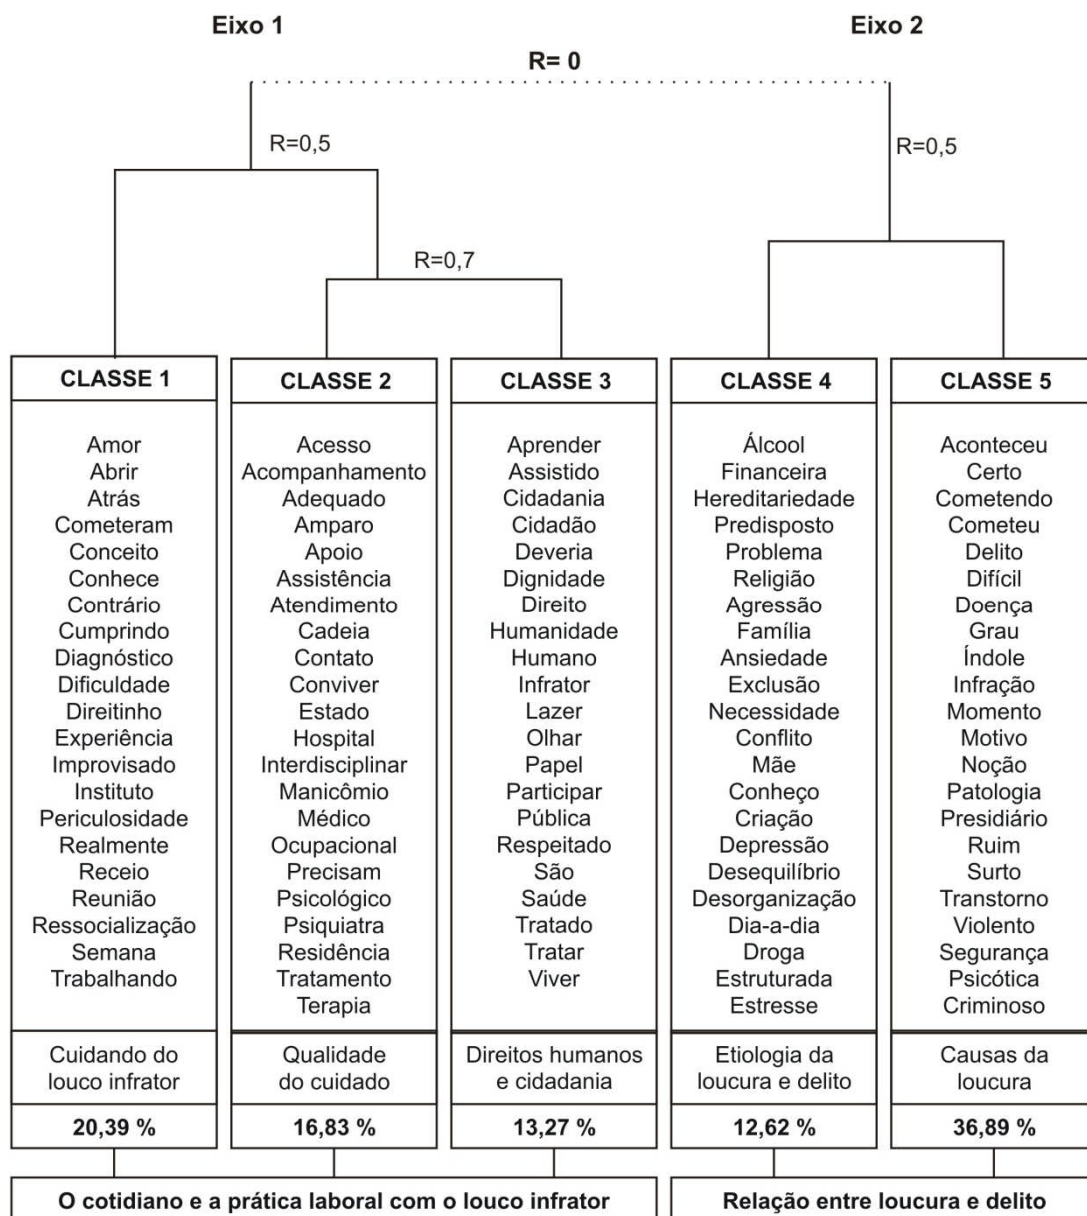 Eixo 1
Eixo 2
R= 0
R=0,5
R=0,5
R=0,7
CLASSE 1
Amor
Abrir
Atrás
Cometeram
Conceito
Conhece
Contrário
Cumprindo
Diagnóstico
Dificuldade
Direitinho
Experiência
Improvisado
Instituto
Periculosidade
Realmente
Receio
Reunião
Ressocialização
Semana
Trabalhando
Cuidando do
louco infrator
20,39 %
CLASSE 2
Acesso
Acompanhamento
Adequado
Amparo
Apoio
Assistência
Atendimento
Cadeia
Contato
Conviver
Estado
Hospital
Interdisciplinar
Manicômio
Médico
Ocupacional
Precisam
Psicológico
Psiquiatra
Residência
Tratamento
Terapia
Qualidade
do cuidado
16,83 %
CLASSE 3
Aprender
Assistido
Cidadania
Cidadão
Deveria
Dignidade
Direito
Humanidade
Humano
Infrator
Lazer
Olhar
Papel
Participar
Pública
Respeitado
São
Saúde
Tratado
Tratar
Viver
Direitos humanos
e cidadania
13,27 %
CLASSE 4
Álcool
Financeira
Hereditariedade
Predisposto
Problema
Religião
Agressão
Família
Ansiedade
Exclusão
Necessidade
Conflito
Mãe
Conheço
Criação
Depressão
Desequilíbrio
Desorganização
Dia-a-dia
Droga
Estruturada
Estresse
Etiologia da
loucura e delito
12,62 %
CLASSE 5
Aconteceu
Certo
Cometendo
Cometeu
Delito
Difícil
Doença
Grau
Índole
Infração
Momento
Motivo
Noção
Patologia
Presidiário
Ruim
Surto
Transtorno
Violento
Segurança
Psicótica
Criminoso
Causas da
loucura
36,89 %
O cotidiano e a prática laboral com o louco infrator
Relação entre loucura e delito